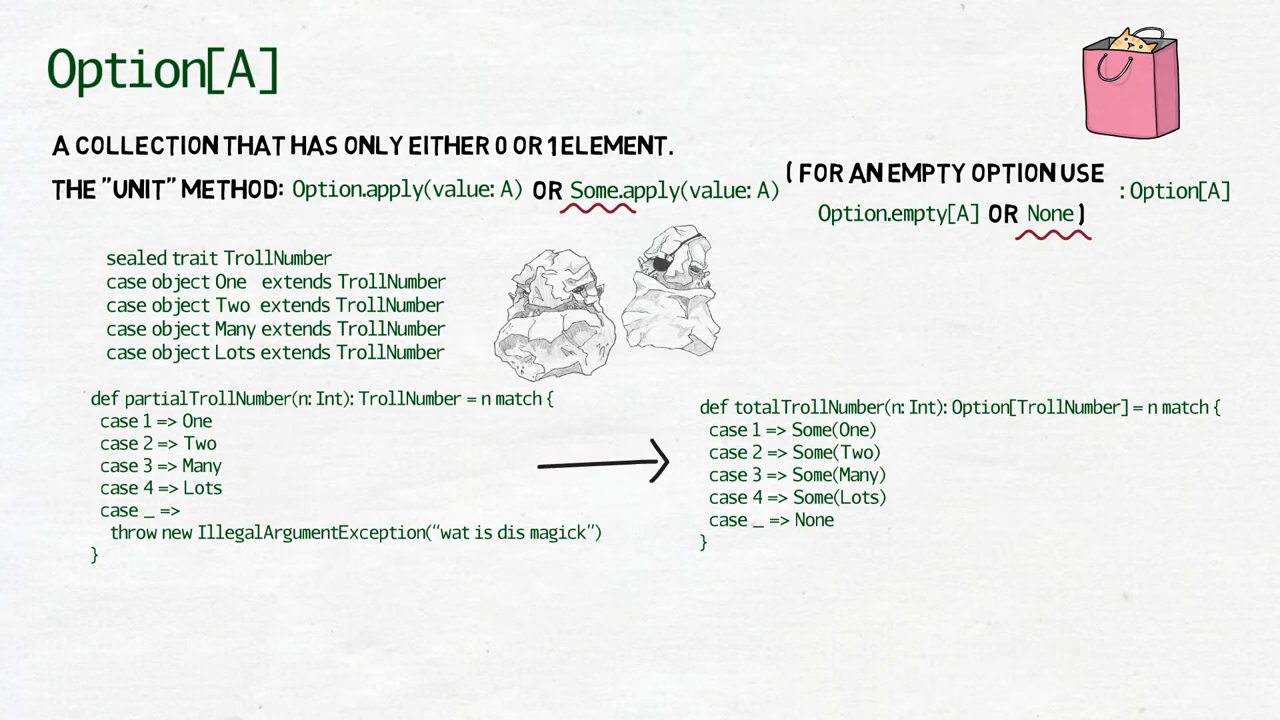 Option[A]
A COLLECTION THAT HAS ONLY EITHER 0 OR 1 ELEMENT.
THE "UNIT" METHOD: Option.apply(value: A) OR Some.apply(value: A)
( FOR AN EMPTY OPTION USE
Option.empty[A] OR None )
: Option[A]
sealed trait TrollNumber
case object One extends TrollNumber
case object Two extends TrollNumber
case object Many extends TrollNumber
case object Lots extends TrollNumber
def partialTrollNumber(n: Int): TrollNumber = n match {
case 1 => One
case 2 => Two
case 3 => Many
case 4 => Lots
case _ =>
throw new IllegalArgumentException("wat is dis magick")
}
def totalTrollNumber(n: Int): Option[TrollNumber] = n match {
case 1 => Some(One)
case 2 => Some(Two)
case 3 => Some(Many)
case 4 => Some(Lots)
case _ => None
}